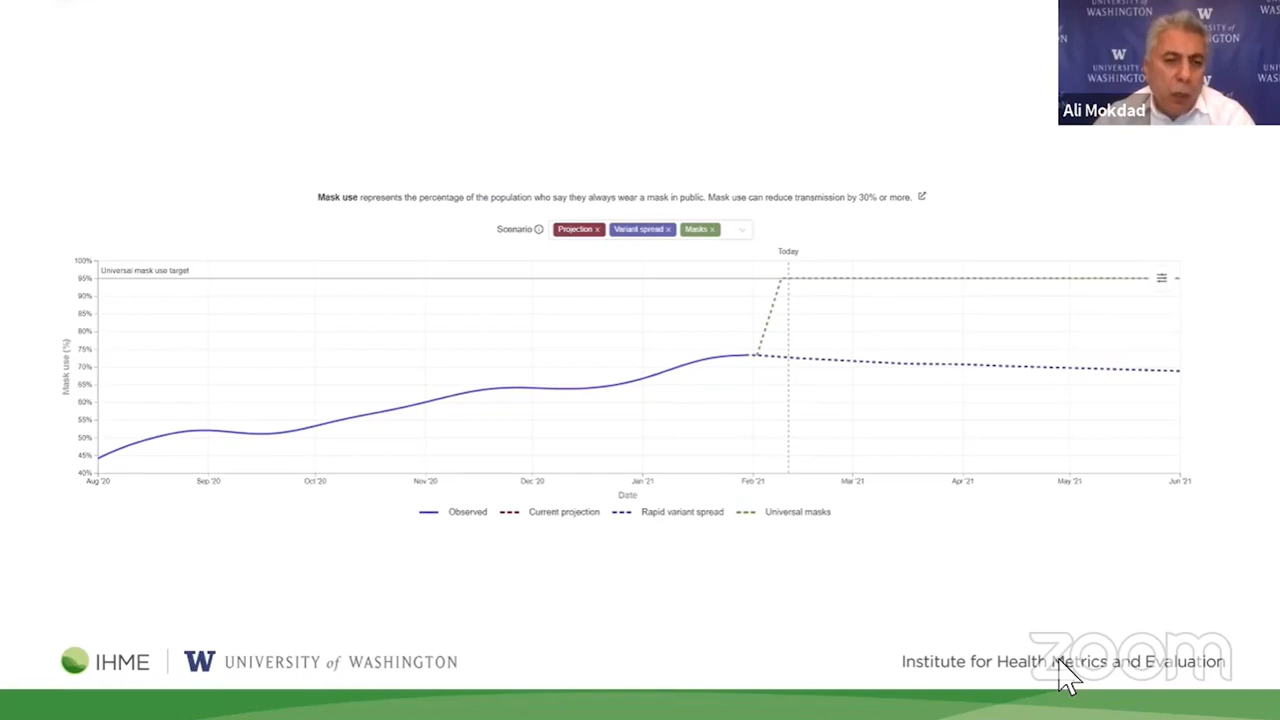 UNIVERSITY of
WASHINGTON
W
UNIVERSITY of
WASHINGTON
W
Ali Mokdad
Mask use represents the percentage of the population who say they always wear a mask in public. Mask use can reduce transmission by 30% or more.
Scenario Projection × Variant spread × Masks ×
Today
Universal mask use target
100%
95%
90%
85%
80%
75%
70%
65%
60%
55%
50%
45%
40%
Mask use (%)
Aug '20 Sep '20 Oct '20 Nov '20 Dec '20 Jan '21 Feb '21 Mar '21 Apr '21 May '21 Jun '21
Date
Observed Current projection Rapid variant spread Universal masks
IHME W UNIVERSITY of WASHINGTON
Institute for Health Metrics and Evaluation
zoom